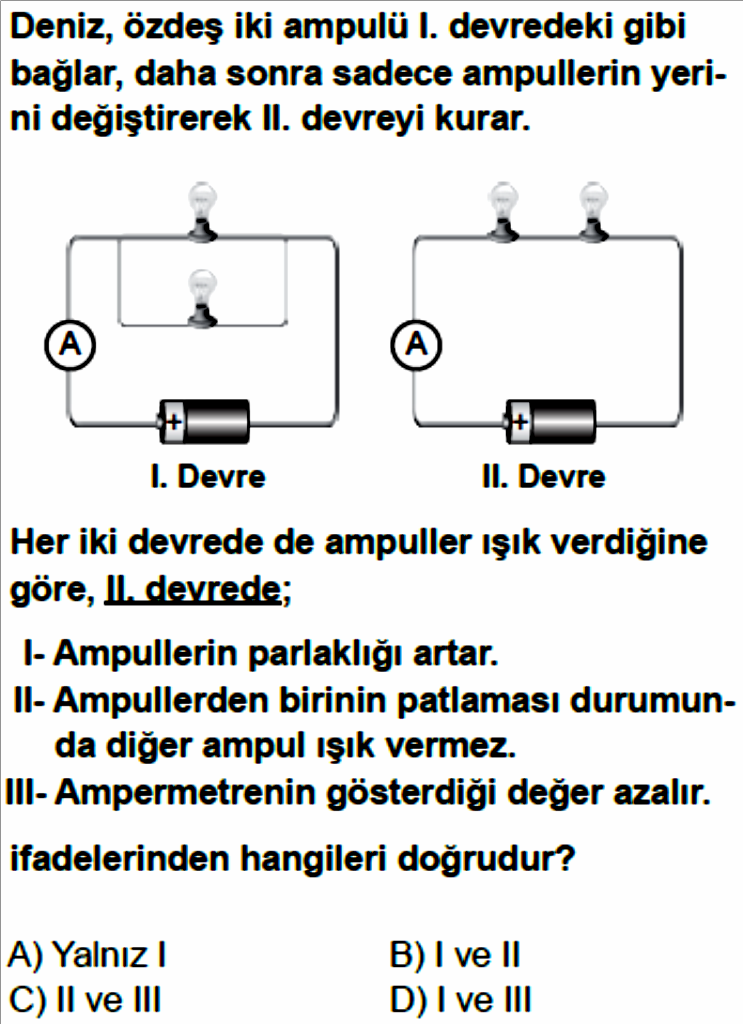 Deniz, özdeş iki ampulü I. devredeki gibi
bağlar, daha sonra sadece ampullerin yeri-
ni değiştirerek II. devreyi kurar.
A
A
+
+
I. Devre
II. Devre
Her iki devrede de ampuller ışık verdiğine
göre, II. devrede;
I- Ampullerin parlaklığı artar.
II- Ampullerden birinin patlaması durumun-
da diğer ampul ışık vermez.
III- Ampermetrenin gösterdiği değer azalır.
ifadelerinden hangileri doğrudur?
A) Yalnız I
B) I ve II
C) II ve III
D) I ve III